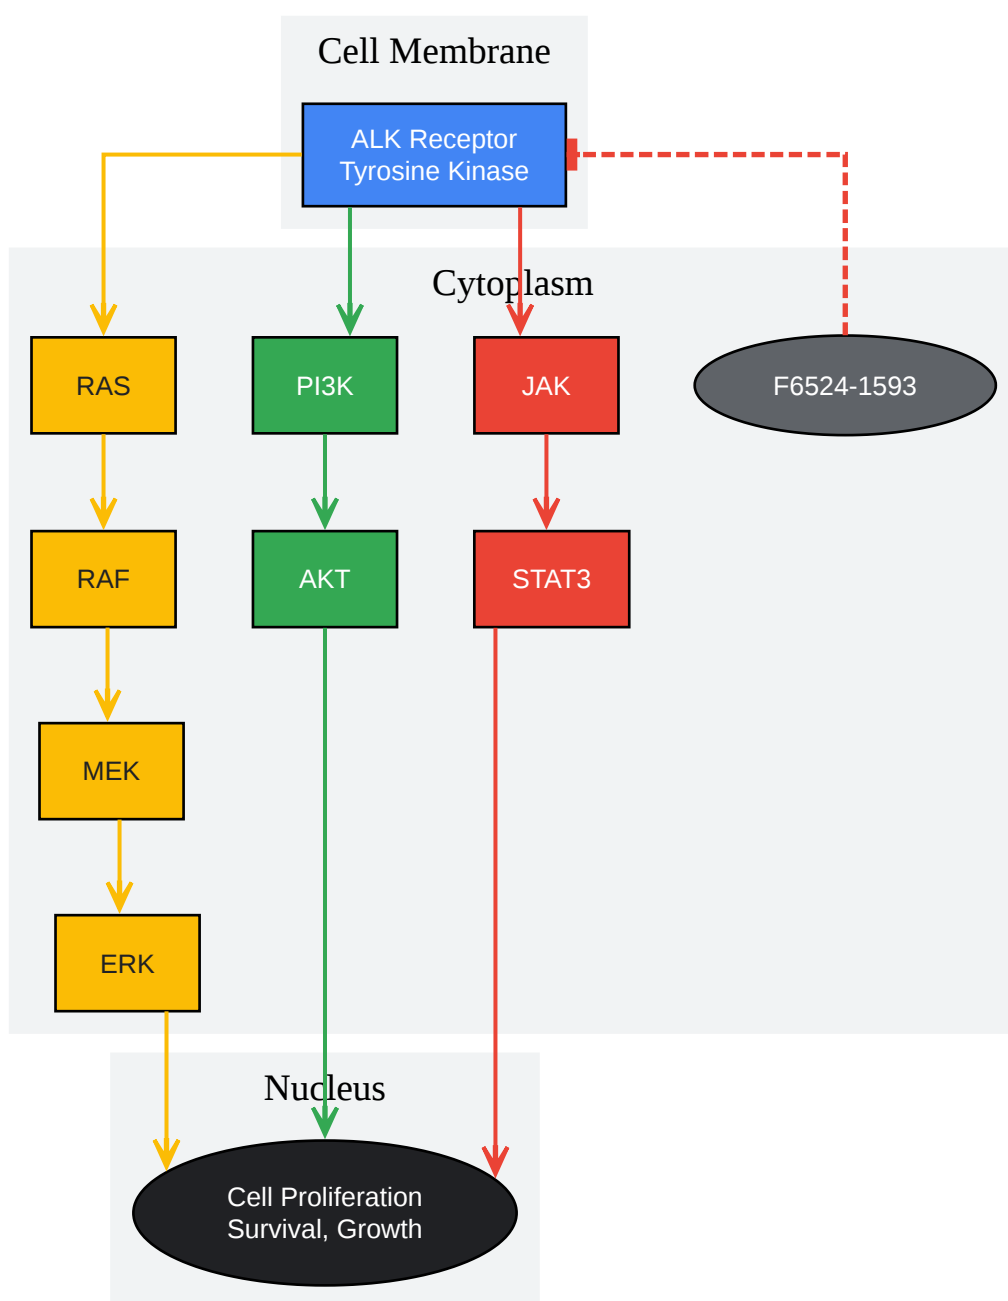 Cell Membrane
ALK Receptor
Tyrosine Kinase
Cytoplasm
RAS
PI3K
JAK
F6524-1593
RAF
AKT
STAT3
MEK
ERK
Nucleus
Cell Proliferation
Survival, Growth